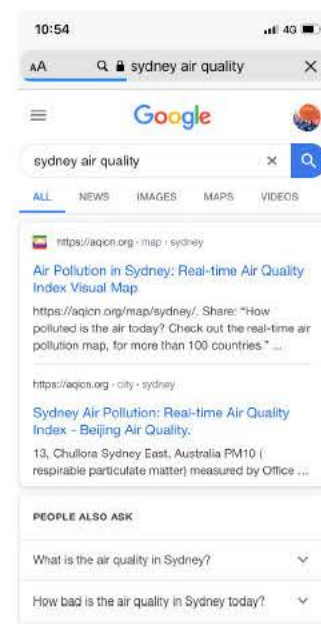 10:54
4G
AA sydney air quality
Google
sydney air quality
ALL NEWS IMAGES MAPS VIDEOS
https://aqicn.org › map › sydney
Air Pollution in Sydney: Real-time Air Quality
Index Visual Map
https://aqicn.org/map/sydney/. Share: “How
polluted is the air today? Check out the real-time air
pollution map, for more than 100 countries.” ...
https://aqicn.org › city › sydney
Sydney Air Pollution: Real-time Air Quality
Index - Beijing Air Quality.
13, Chullora Sydney East, Australia PM10 (
respirable particulate matter) measured by Office ...
PEOPLE ALSO ASK
What is the air quality in Sydney?
How bad is the air quality in Sydney today?